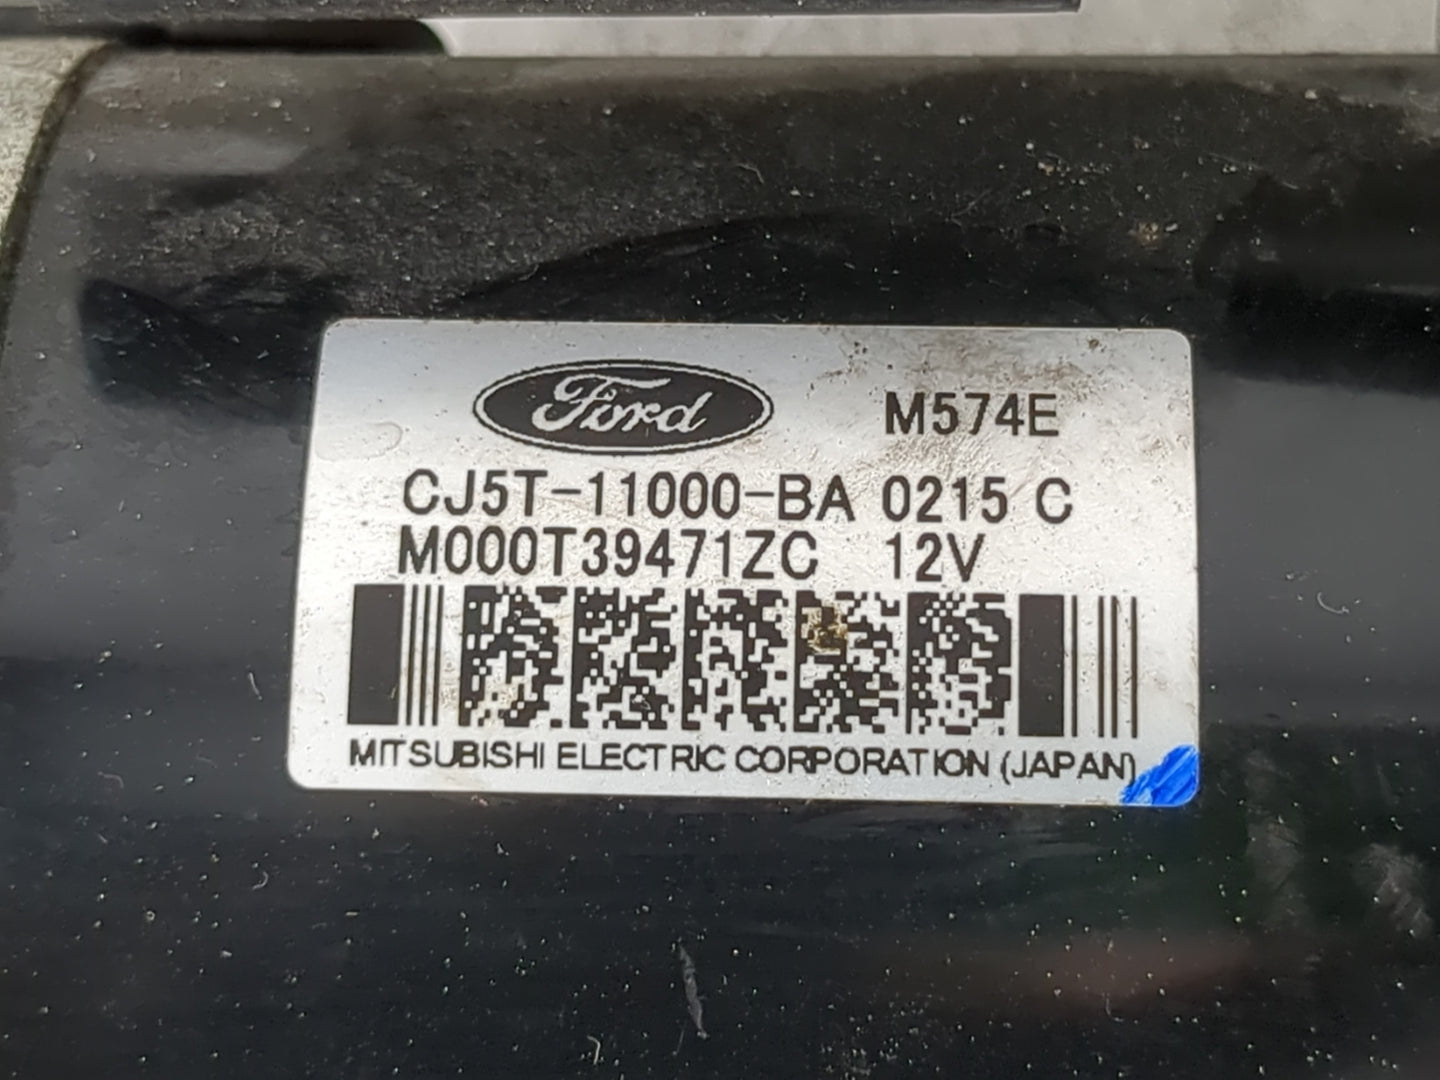 Ford M574E
CJ5T-11000-BA 0215 C
M000T39471ZC 12V
MITSUBISHI ELECTRIC CORPORATION (JAPAN)